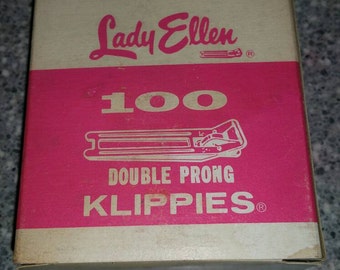 Lady Ellen ®
100
DOUBLE PRONG
KLIPPIES®